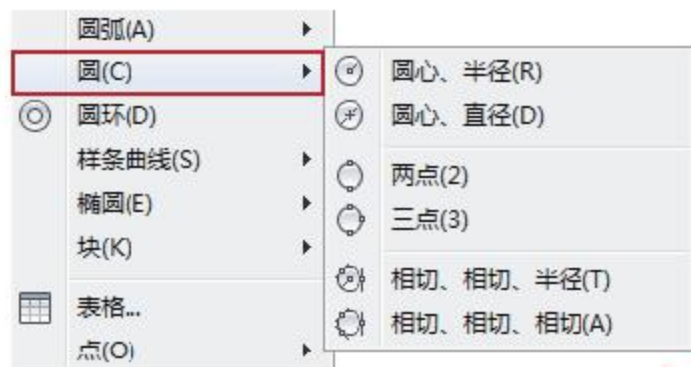 圆弧(A)
圆(C)
圆环(D)
样条曲线(S)
椭圆(E)
块(K)
表格...
点(O)
圆心、半径(R)
圆心、直径(D)
两点(2)
三点(3)
相切、相切、半径(T)
相切、相切、相切(A)